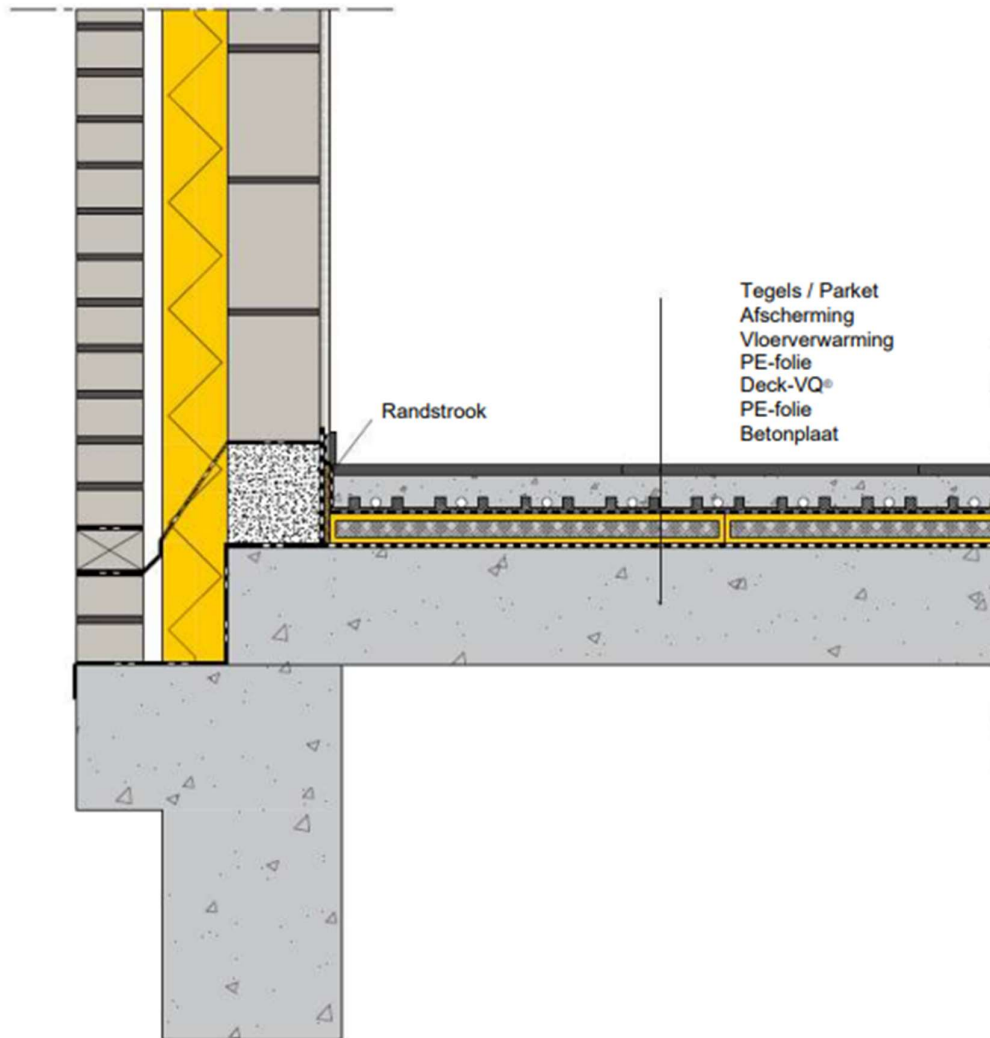 Tegels / Parket
Afscherming
Vloerverwarming
PE-folie
Deck-VQ®
PE-folie
Betonplaat
Randstrook